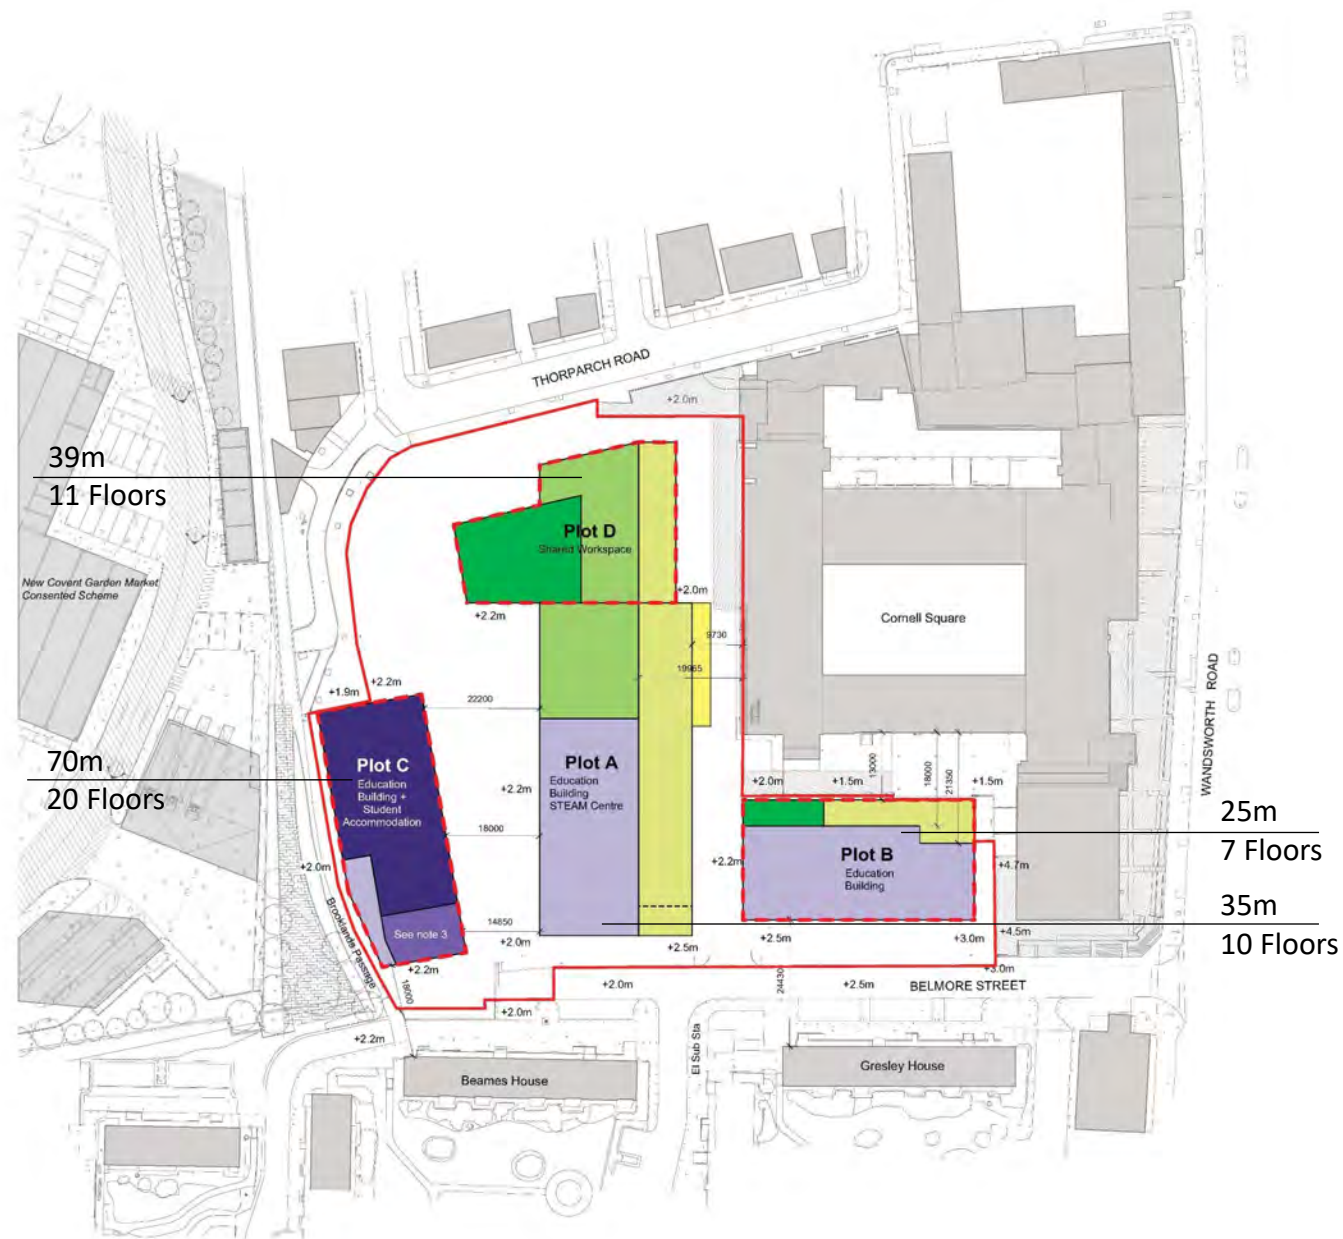 THORPARCH ROAD
+2.0m
39m
11 Floors
Plot D
Shared Workspace
New Covent Garden Market
Consented Scheme
+2.0m
+2.2m
Cornell Square
9730
19965
WANDSWORTH ROAD
+2.2m
+1.9m
22200
70m
20 Floors
Plot C
Education
Building +
Student
Accommodation
Plot A
Education
Building
STEAM Centre
+2.2m
13000
18000
21350
+2.0m
+1.5m
+1.5m
25m
7 Floors
18000
+2.2m
Plot B
Education
Building
+4.7m
+2.0m
Brooklands Passage
See note 3
14850
+2.0m
+2.5m
+2.5m
+3.0m
+4.5m
35m
10 Floors
+2.2m
18000
+2.0m
+2.0m
24430
+2.5m
+3.0m
BELMORE STREET
+2.2m
El Sub Sta
Beames House
Gresley House